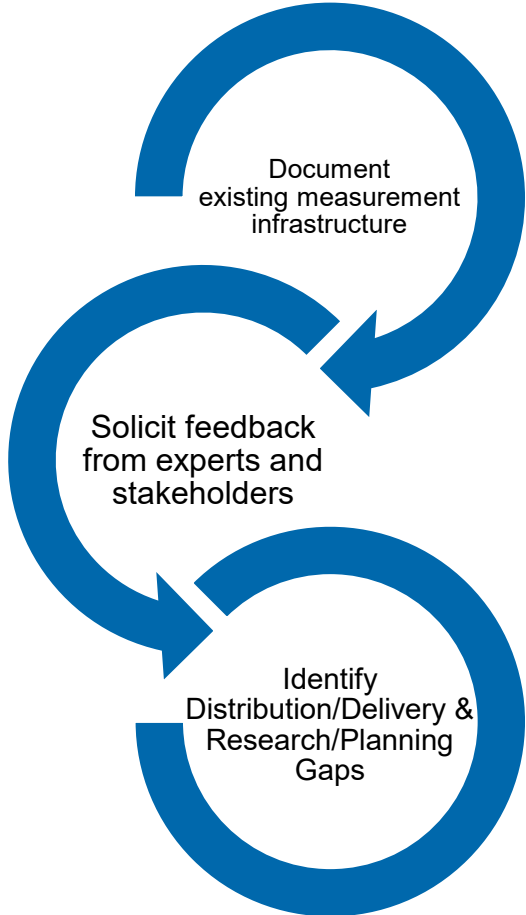 Document
existing measurement
infrastructure
Solicit feedback
from experts and
stakeholders
Identify
Distribution/Delivery &
Research/Planning
Gaps